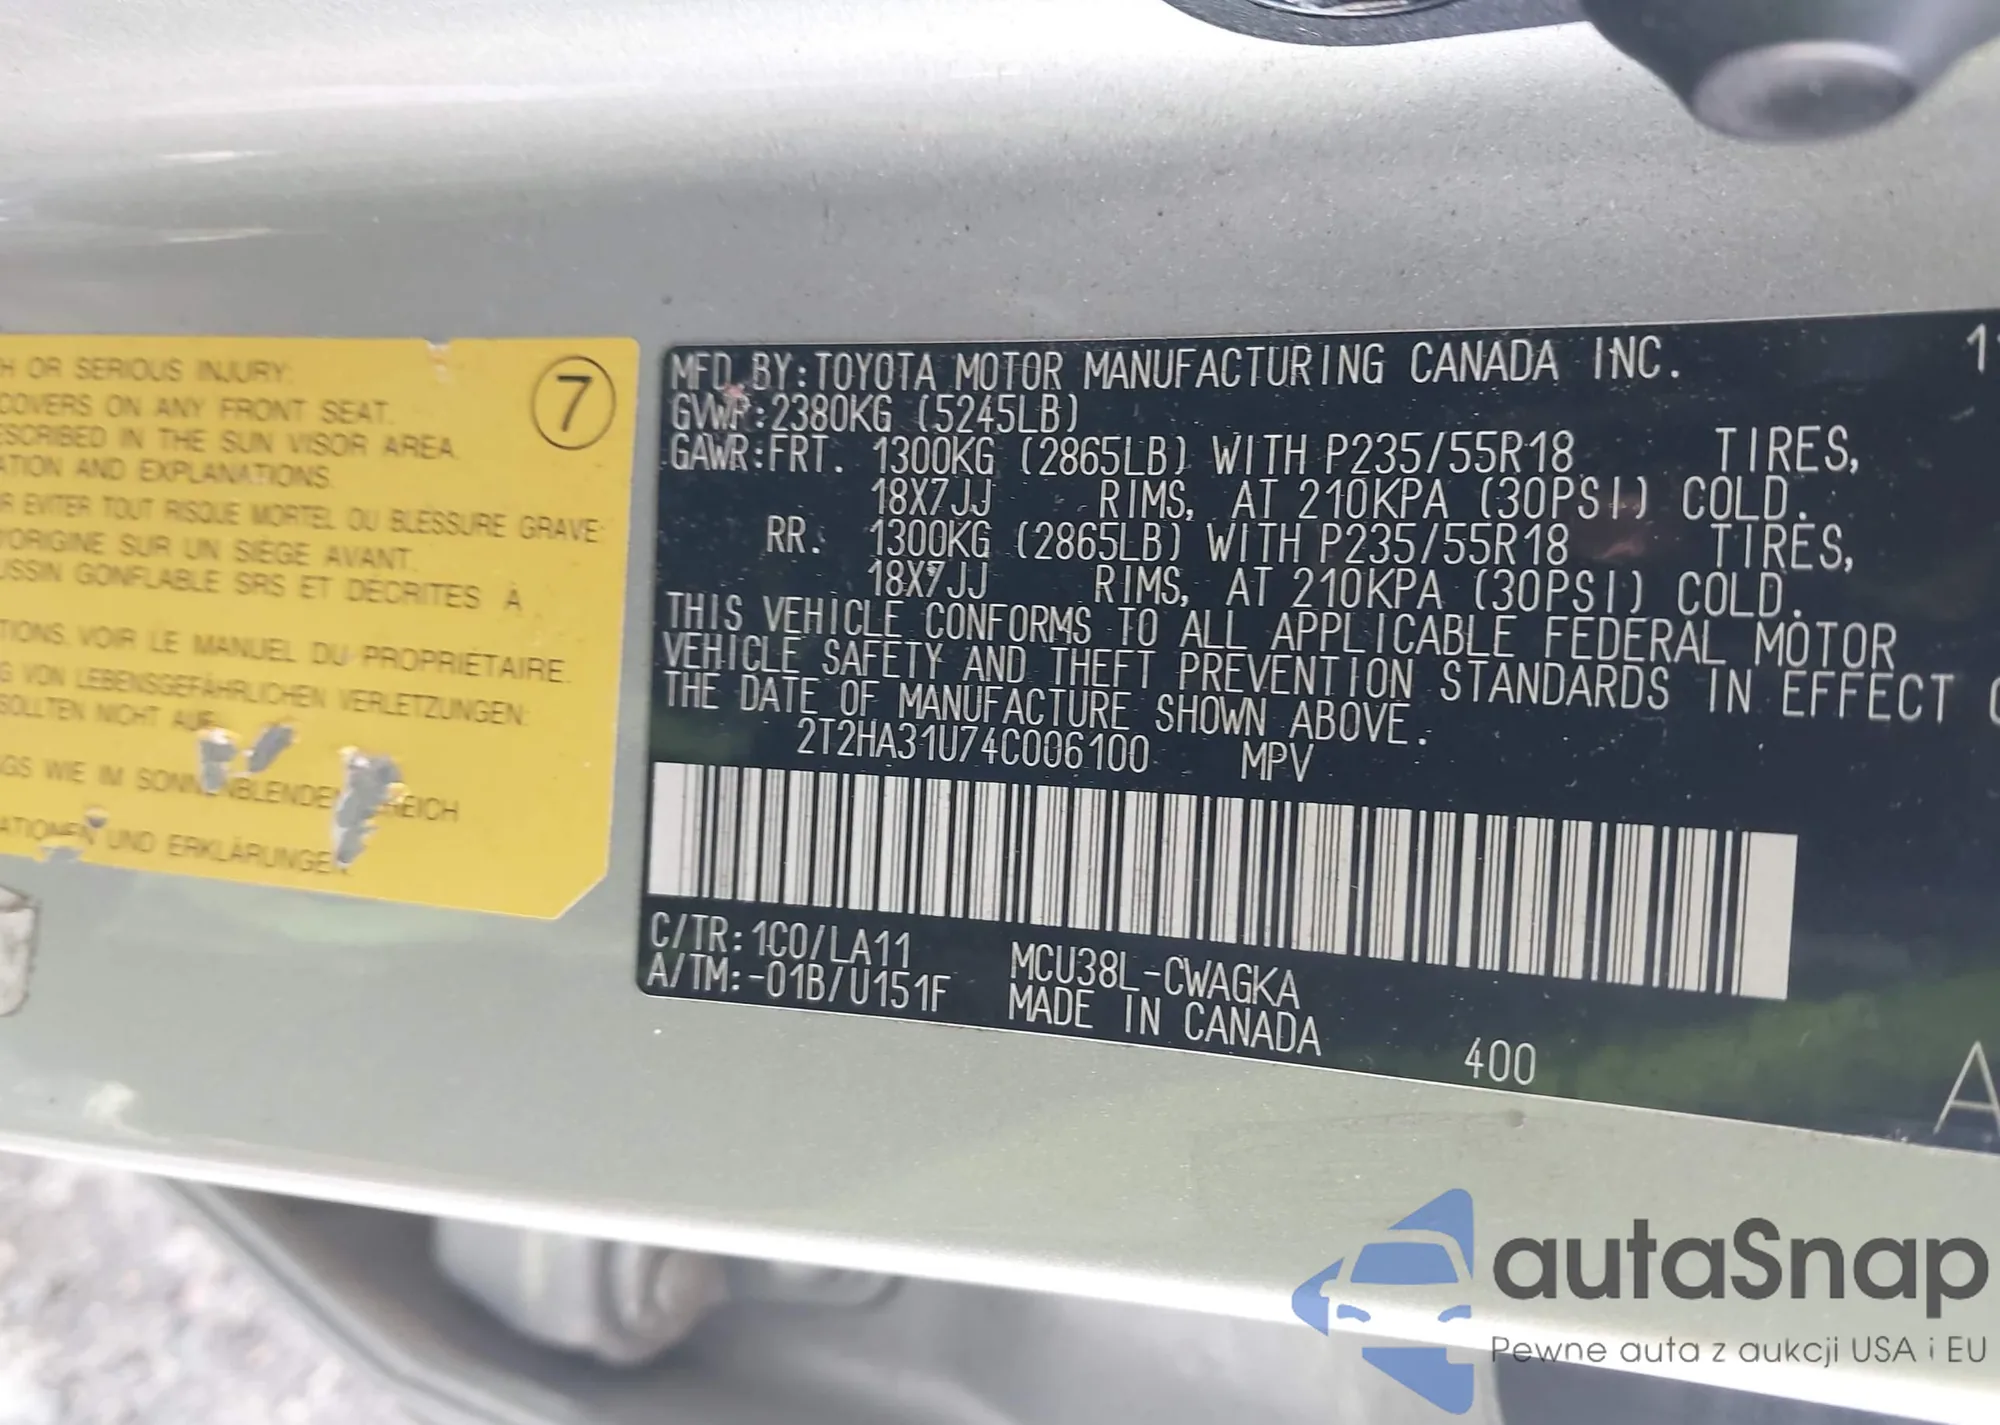 H OR SERIOUS INJURY:
COVERS ON ANY FRONT SEAT.
ESCRIBED IN THE SUN VISOR AREA.
ATION AND EXPLANATIONS.
R EVITER TOUT RISQUE MORTEL OU BLESSURE GRAVE:
'ORIGINE SUR UN SIÈGE AVANT.
USSIN GONFLABLE SRS ET DÉCRITES À
TIONS. VOIR LE MANUEL DU PROPRIÉTAIRE.
G VON LEBENSGEFÄHRLICHEN VERLETZUNGEN:
SOLLTEN NICHT AUF
GS WIE IM SONNENBLENDENBEREICH
ATIONEN UND ERKLÄRUNGEN.
7
MFD.BY:TOYOTA MOTOR MANUFACTURING CANADA INC.
GVWR:2380KG (5245LB)
GAWR:FRT. 1300KG (2865LB) WITH P235/55R18 TIRES,
18X7JJ RIMS, AT 210KPA (30PSI) COLD.
RR. 1300KG (2865LB) WITH P235/55R18 TIRES,
18X7JJ RIMS, AT 210KPA (30PSI) COLD.
THIS VEHICLE CONFORMS TO ALL APPLICABLE FEDERAL MOTOR
VEHICLE SAFETY AND THEFT PREVENTION STANDARDS IN EFFECT
THE DATE OF MANUFACTURE SHOWN ABOVE.
2T2HA31U74C006100 MPV
C/TR:1C0/LA11 MCU38L-CWAGKA
A/TM:-01B/U151F MADE IN CANADA 400
A
autaSnap
Pewne auta z aukcji USA i EU